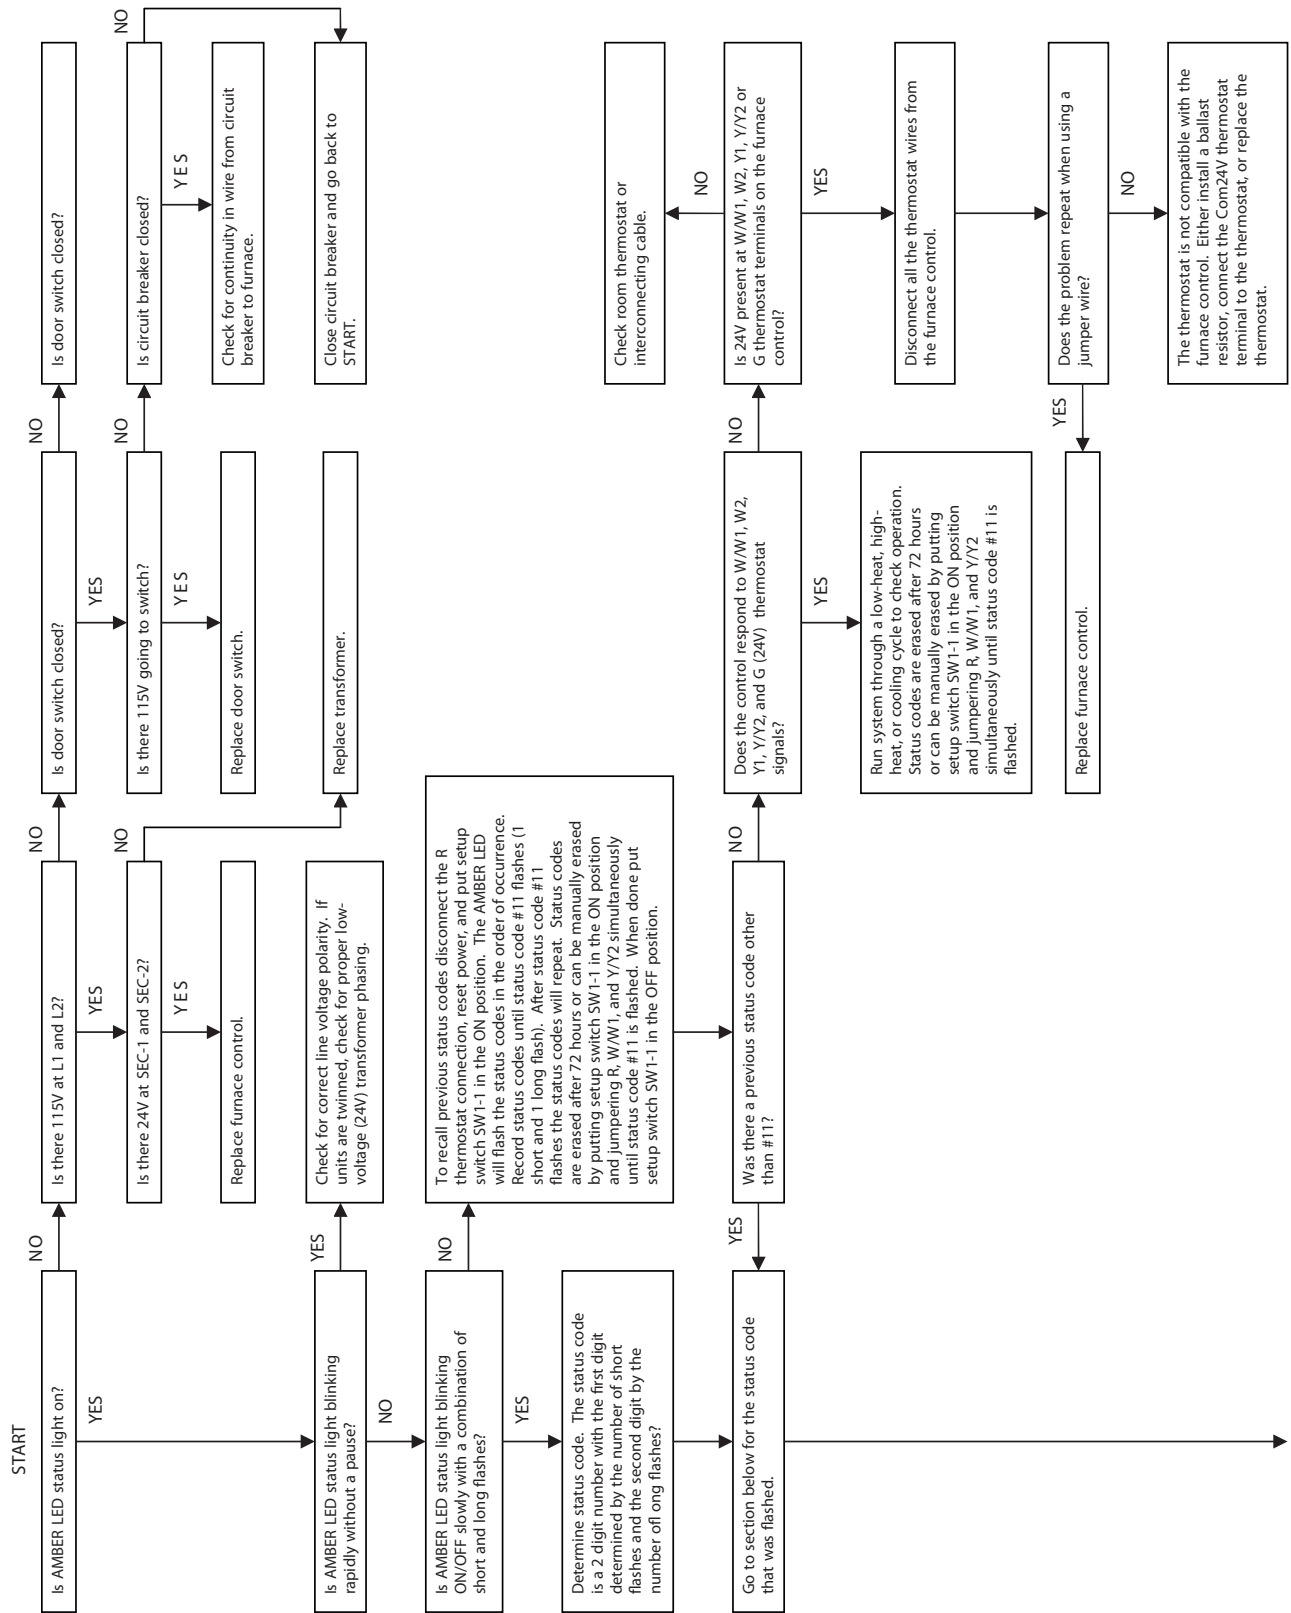 START
Is AMBER LED status light on?
NO
Is there 115V at L1 and L2?
NO
Is door switch closed?
NO
Is door switch closed?
YES
YES
YES
Is there 24V at SEC-1 and SEC-2?
NO
Is there 115V going to switch?
NO
Is circuit breaker closed?
NO
YES
YES
YES
Replace furnace control.
Replace door switch.
Check for continuity in wire from circuit
breaker to furnace.
Is AMBER LED status light blinking
rapidly without a pause?
YES
Check for correct line voltage polarity. If
units are twinned, check for proper low-
voltage (24V) transformer phasing.
Replace transformer.
Close circuit breaker and go back to
START.
NO
Is AMBER LED status light blinking
ON/OFF slowly with a combination of
short and long flashes?
NO
To recall previous status codes disconnect the R
thermostat connection, reset power, and put setup
switch SW1-1 in the ON position. The AMBER LED
will flash the status codes in the order of occurrence.
Record status codes until status code #11 flashes (1
short and 1 long flash). After status code #11
flashes the status codes will repeat. Status codes
are erased after 72 hours or can be manually erased
by putting setup switch SW1-1 in the ON position
and jumpering R, W/W1, and Y/Y2 simultaneously
until status code #11 is flashed. When done put
setup switch SW1-1 in the OFF position.
YES
Determine status code. The status code
is a 2 digit number with the first digit
determined by the number of short
flashes and the second digit by the
number ofl ong flashes?
Check room thermostat or
interconnecting cable.
NO
Go to section below for the status code
that was flashed.
YES
Was there a previous status code other
than #11?
NO
Does the control respond to W/W1, W2,
Y1, Y/Y2, and G (24V) thermostat
signals?
NO
Is 24V present at W/W1, W2, Y1, Y/Y2 or
G thermostat terminals on the furnace
control?
YES
YES
Run system through a low-heat, high-
heat, or cooling cycle to check operation.
Status codes are erased after 72 hours
or can be manually erased by putting
setup switch SW1-1 in the ON position
and jumpering R, W/W1, and Y/Y2
simultaneously until status code #11 is
flashed.
Disconnect all the thermostat wires from
the furnace control.
Replace furnace control.
YES
Does the problem repeat when using a
jumper wire?
NO
The thermostat is not compatible with the
furnace control. Either install a ballast
resistor, connect the Com24V thermostat
terminal to the thermostat, or replace the
thermostat.